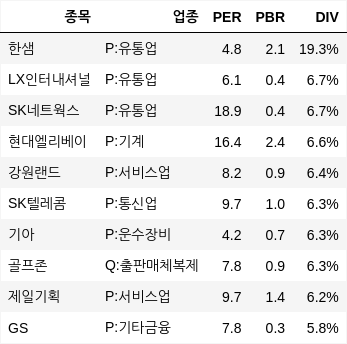 종목 업종 PER PBR DIV
한샘 P:유통업 4.8 2.1 19.3%
LX인터내셔널 P:유통업 6.1 0.4 6.7%
SK네트웍스 P:유통업 18.9 0.4 6.7%
현대엘리베이 P:기계 16.4 2.4 6.6%
강원랜드 P:서비스업 8.2 0.9 6.4%
SK텔레콤 P:통신업 9.7 1.0 6.3%
기아 P:운수장비 4.2 0.7 6.3%
골프존 Q:출판매체복제 7.8 0.9 6.3%
제일기획 P:서비스업 9.7 1.4 6.2%
GS P:기타금융 7.8 0.3 5.8%